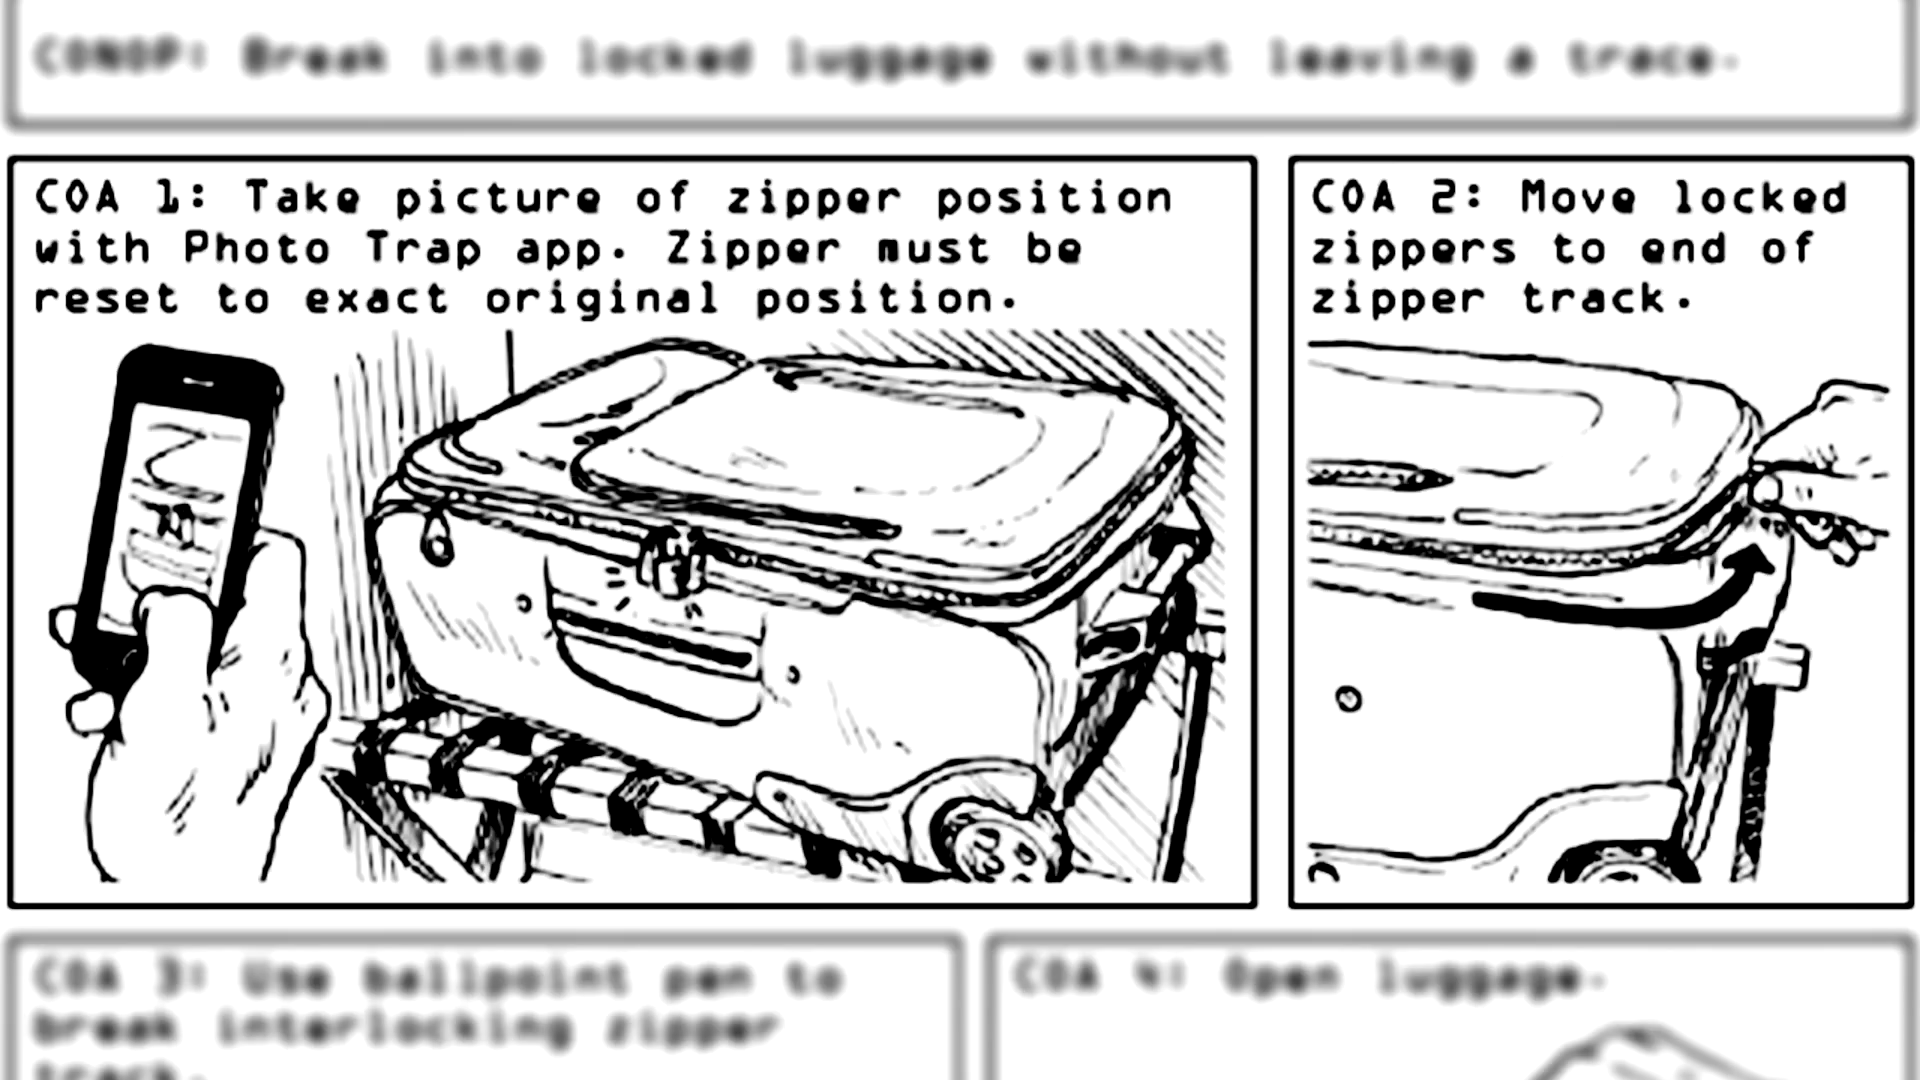 CONOP: Break into locked luggage without leaving a trace.
COA 1: Take picture of zipper position
with Photo Trap app. Zipper must be
reset to exact original position.
COA 2: Move locked
zippers to end of
zipper track.
COA 3: Use ballpoint pen to
break interlocking zipper
track.
COA 4: Open luggage.